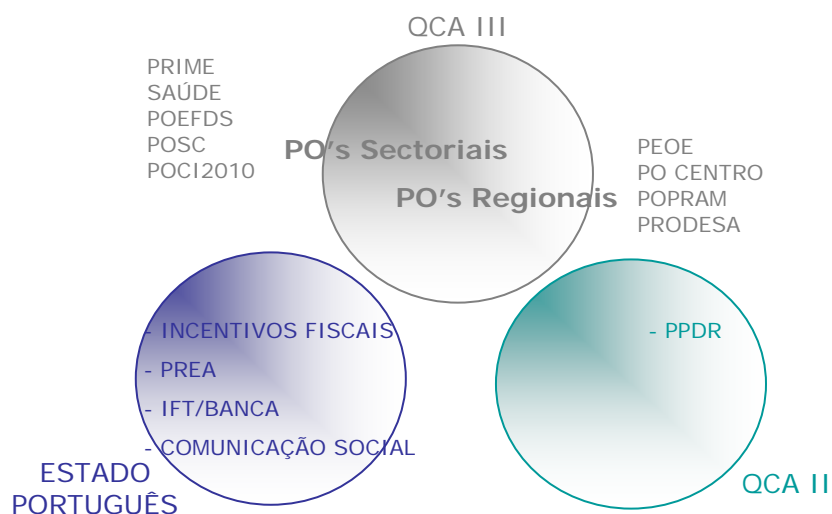 QCA III
PRIME
SAÚDE
POEFDS
POSC
POCI2010
PO's Sectoriais
PO's Regionais
PEOE
PO CENTRO
POPRAM
PRODESA
- INCENTIVOS FISCAIS
- PREA
- IFT/BANCA
- COMUNICAÇÃO SOCIAL
ESTADO
PORTUGUÊS
- PPDR
QCA II